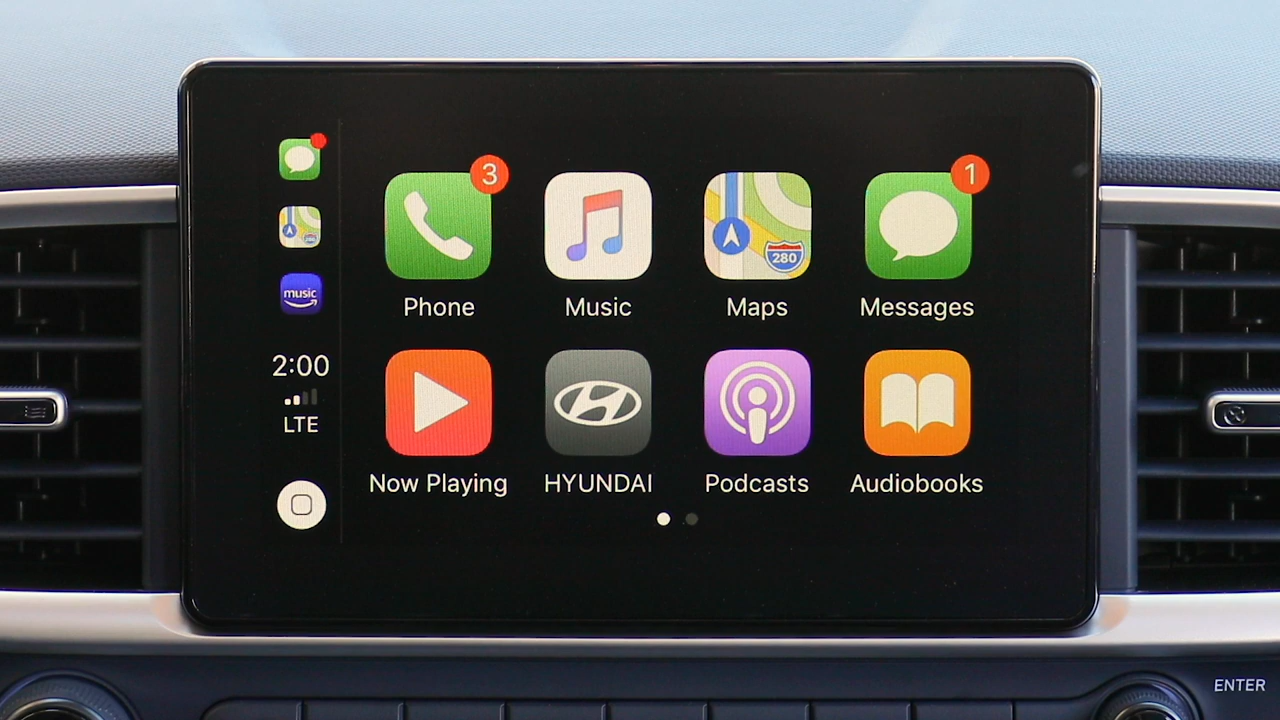 3
1
280
Phone
Music
Maps
Messages
music
2:00
LTE
Now Playing
HYUNDAI
Podcasts
Audiobooks
ENTER